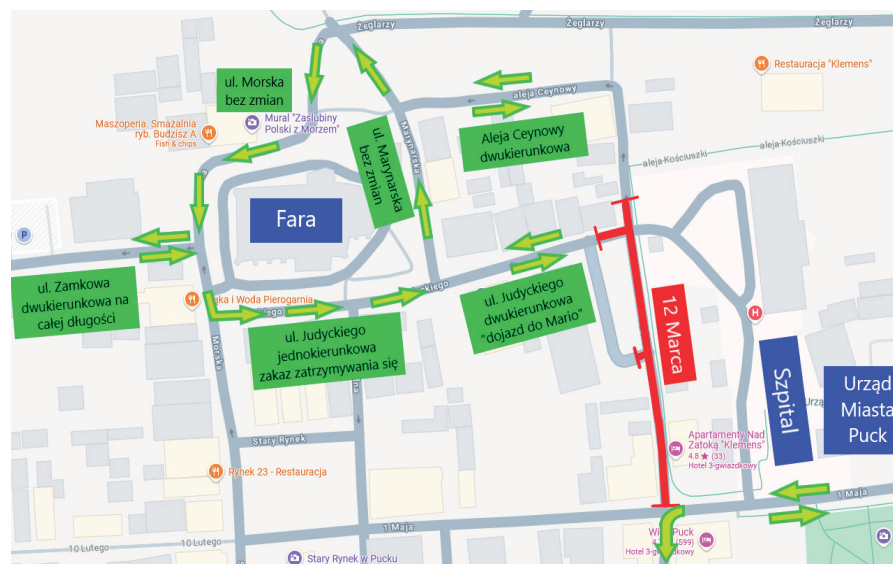 Żeglarzy
Żeglarzy
Żeglarzy
ul. Morska
bez zmian
Restauracja "Klemens"
aleja Ceynowy
Maszoperia. Smażalnia
ryb. Budzisz A
Fish & chips
Mural "Zaślubiny
Polski z Morzem"
Marynarska
Aleja Ceynowy
dwukierunkowa
ul. Marynarska
bez zmian
aleja Kościuszki
aleja Kościuszki
Fara
P
ul. Zamkowa
dwukierunkowa na
całej długości
i Woda Pierogarnia
ul. Judyckiego
jednokierunkowa
zakaz zatrzymywania się
ul. Judyckiego
dwukierunkowa
"dojazd do Mario"
12 Marca
H
Szpital
Urząd
Miasta
Puck
Morska
Stary Rynek
Rynek 23 - Restauracja
Apartamenty Nad
Zatoką "Klemens"
4.8 ★ (33)
Hotel 3-gwiazdkowy
1 Maja
1 Maja
10 Lutego
10 Lutego
Stary Rynek w Pucku
Puck
(599)
Hotel